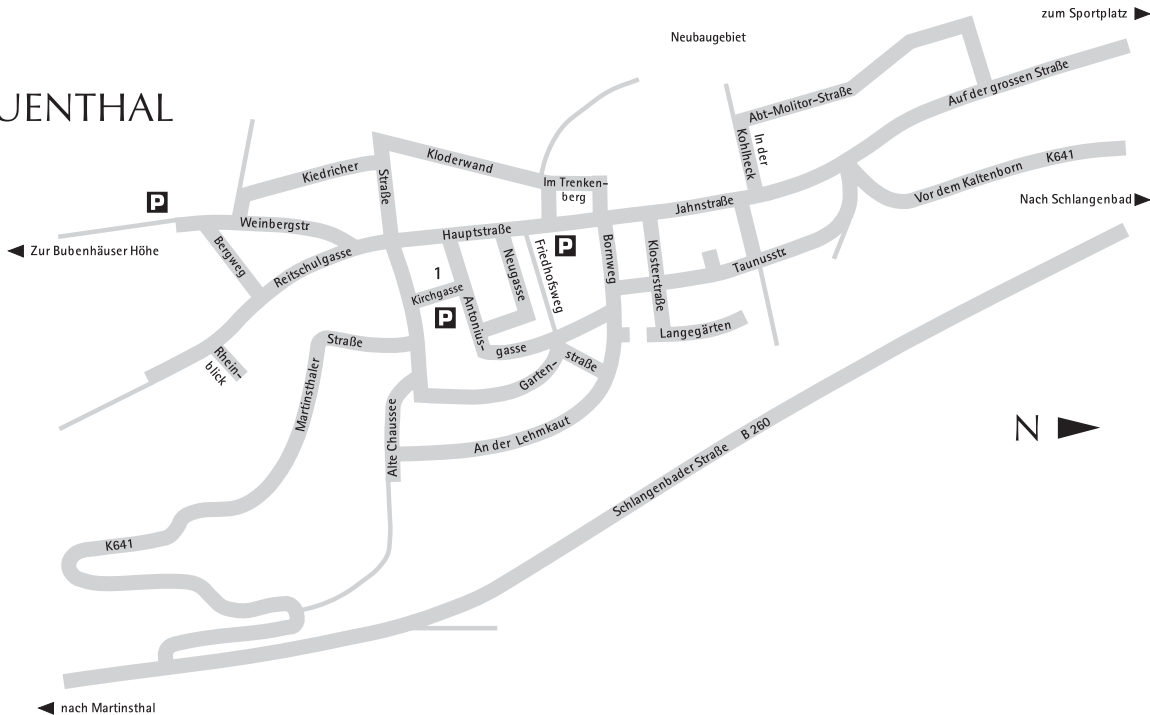 zum Sportplatz
Neubaugebiet
UENTHAL
Auf der grossen Straße
Abt-Molitor-Straße
In der
Kohlheck
Kloderwand
Kiedricher
Straße
Im Trenken-
berg
Vor dem Kaltenborn
K641
Nach Schlangenbad
P
Jahnstraße
Weinbergstr
Hauptstraße
Zur Bubenhäuser Höhe
Bergweg
Reitschulgasse
P
Bornweg
Klosterstraße
Taunusstr.
Neugasse
Friedhofsweg
1
Kirchgasse
P
Antonius-
gasse
Langegärten
Straße
Martinsthaler
Rhein-
blick
Garten-
straße
Alte Chaussee
An der Lehmkaut
Schlangenbader Straße
B 260
N
K641
nach Martinsthal